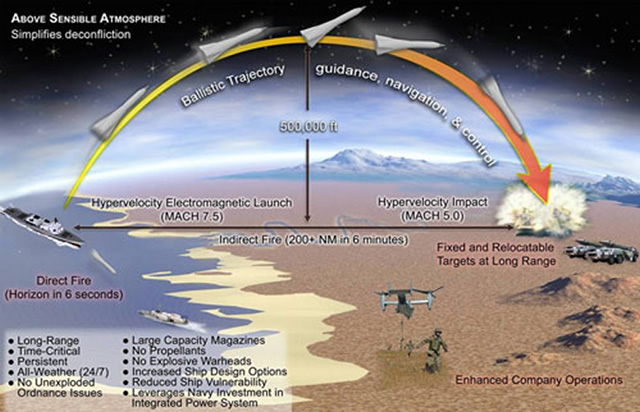 ABOVE SENSIBLE ATMOSPHERE
Simplifies deconfliction
Ballistic Trajectory
guidance, navigation, & control
500,000 ft
Hypervelocity Electromagnetic Launch
(MACH 7.5)
Hypervelocity Impact
(MACH 5.0)
Indirect Fire (200+ NM in 6 minutes)
Fixed and Relocatable
Targets at Long Range
Direct Fire
(Horizon in 6 seconds)
● Long-Range
● Time-Critical
● Persistent
● All-Weather (24/7)
● No Unexploded
Ordnance Issues
● Large Capacity Magazines
● No Propellants
● No Explosive Warheads
● Increased Ship Design Options
● Reduced Ship Vulnerability
● Leverages Navy Investment in
Integrated Power System
Enhanced Company Operations